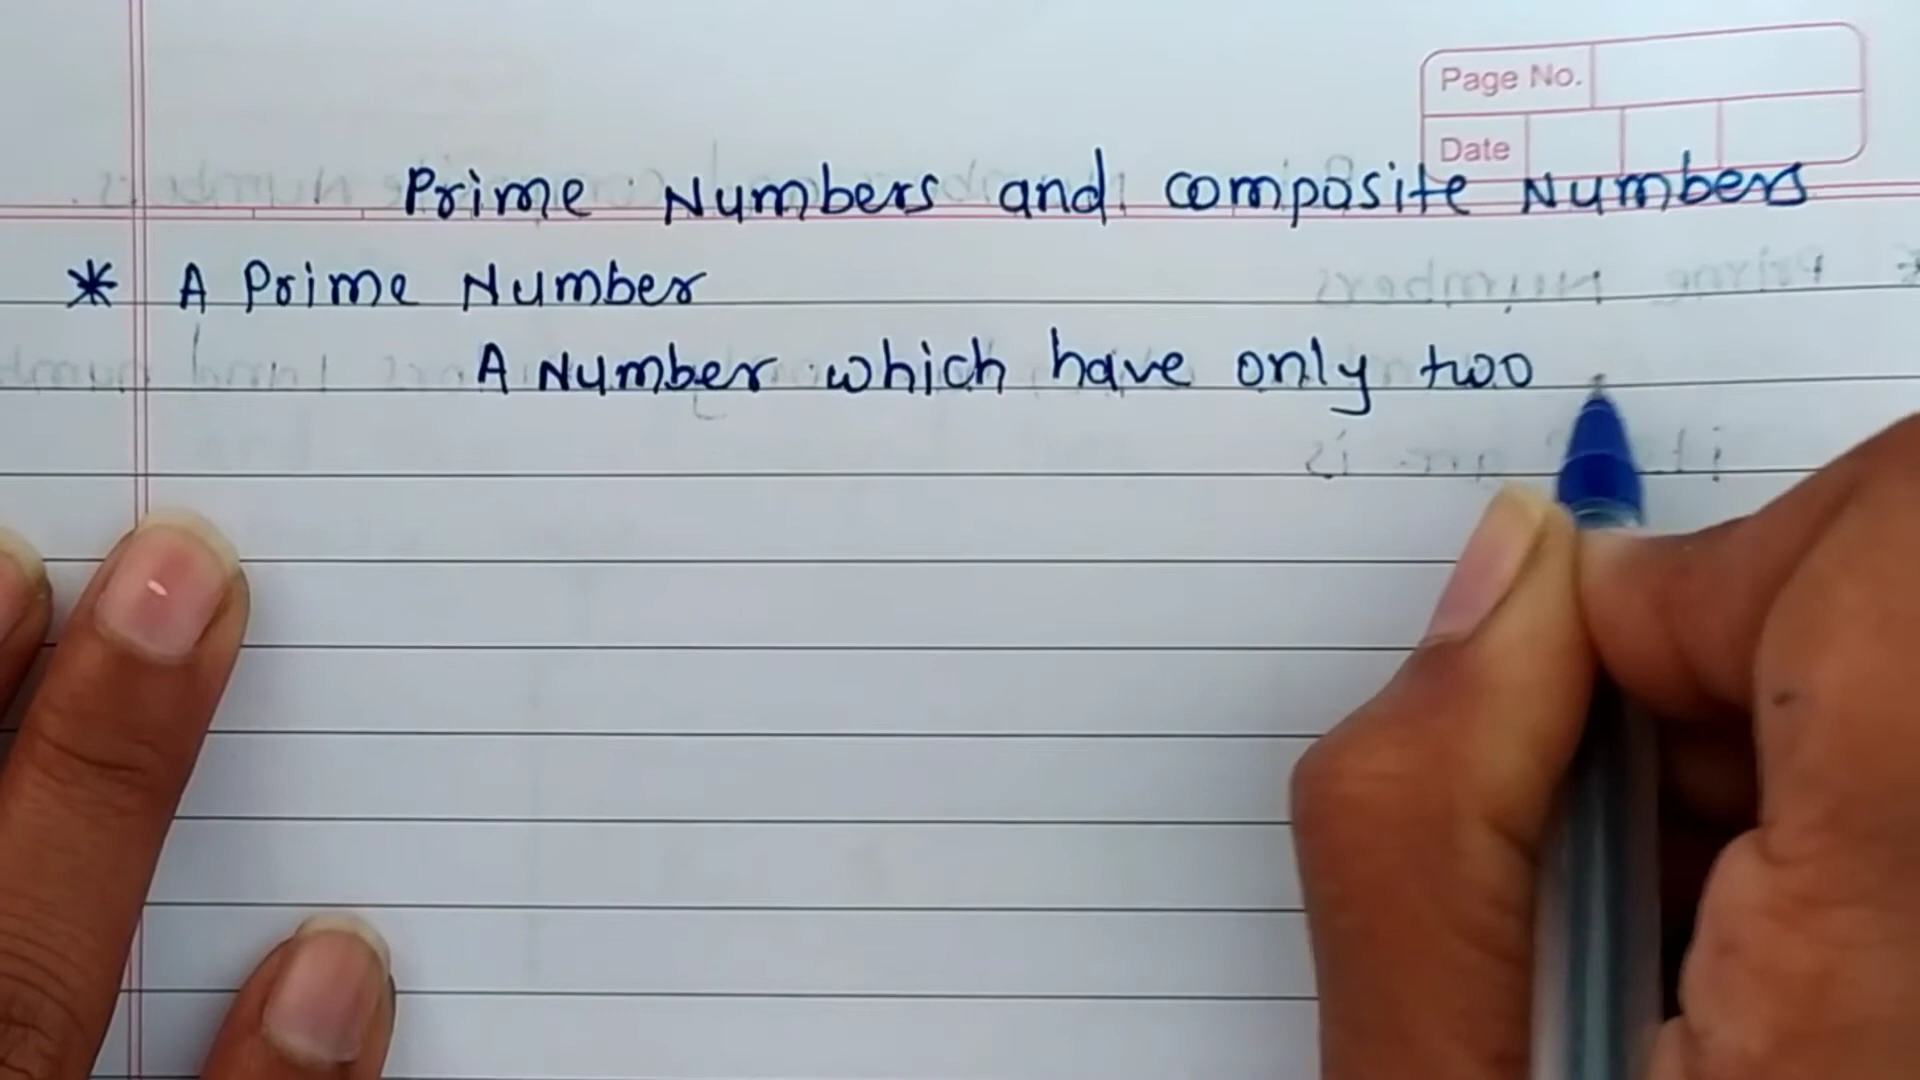 Page No.
Date
Prime Numbers and composite Numbers
* A Prime Number
A Number which have only two